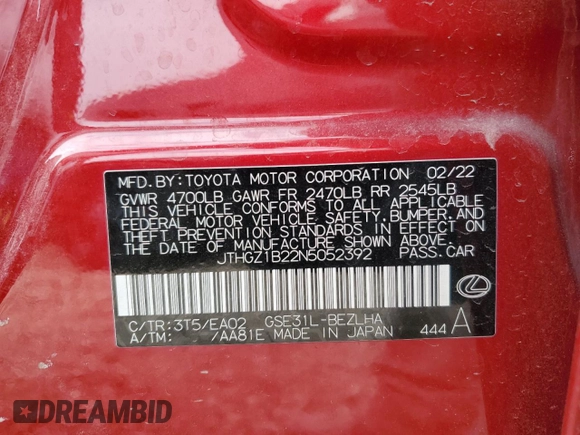 MFD.BY:TOYOTA MOTOR CORPORATION 02/22
GVWR 4700LB GAWR FR 2470LB RR 2545LB
THIS VEHICLE CONFORMS TO ALL APPLICABLE
FEDERAL MOTOR VEHICLE SAFETY,BUMPER,AND
THEFT PREVENTION STANDARDS IN EFFECT ON
THE DATE OF MANUFACTURE SHOWN ABOVE.
JTHGZ1B22N5052392 PASS.CAR
C/TR:3T5/EA02 GSE31L-BEZLHA
A/TM: /AA81E MADE IN JAPAN 444 A
DREAMBID